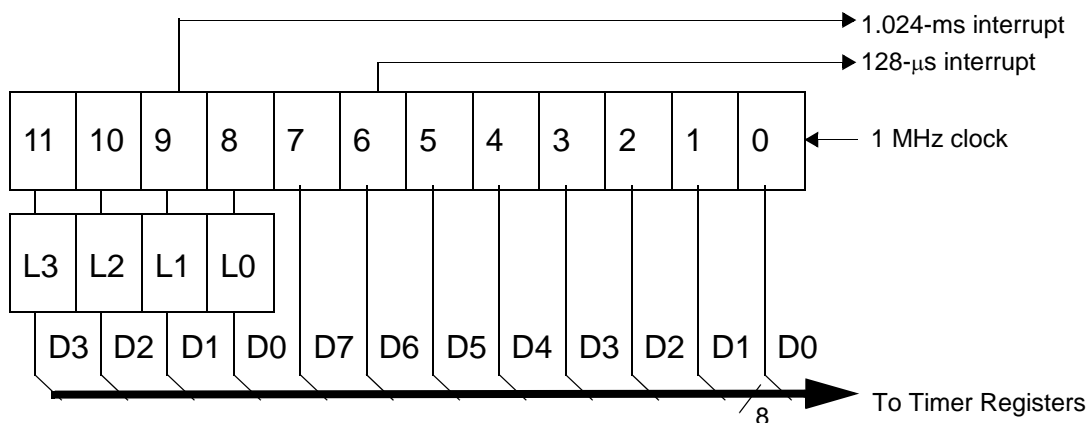 1.024-ms interrupt
128-μs interrupt
11 10 9 8 7 6 5 4 3 2 1 0
1 MHz clock
L3 L2 L1 L0
D3 D2 D1 D0 D7 D6 D5 D4 D3 D2 D1 D0
8
To Timer Registers